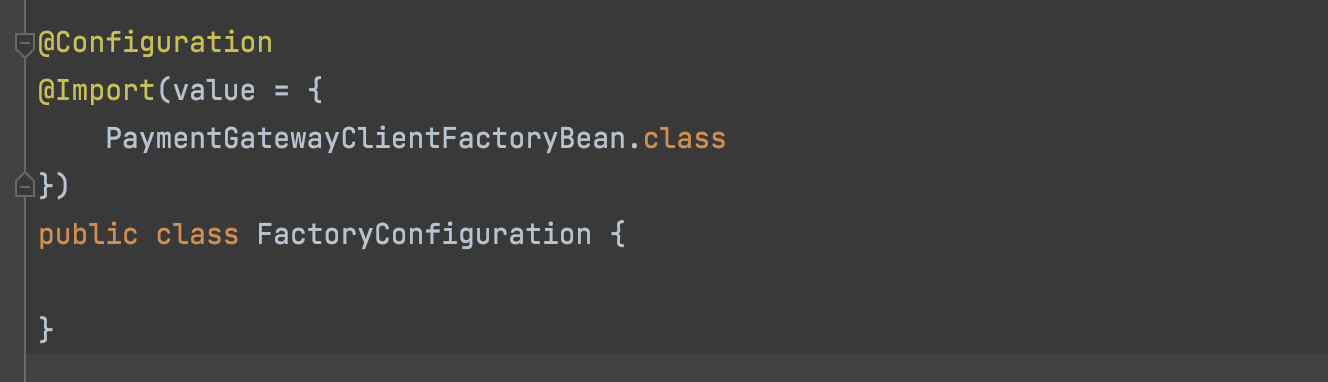 @Configuration
@Import(value = {
    PaymentGatewayClientFactoryBean.class
})
public class FactoryConfiguration {
}